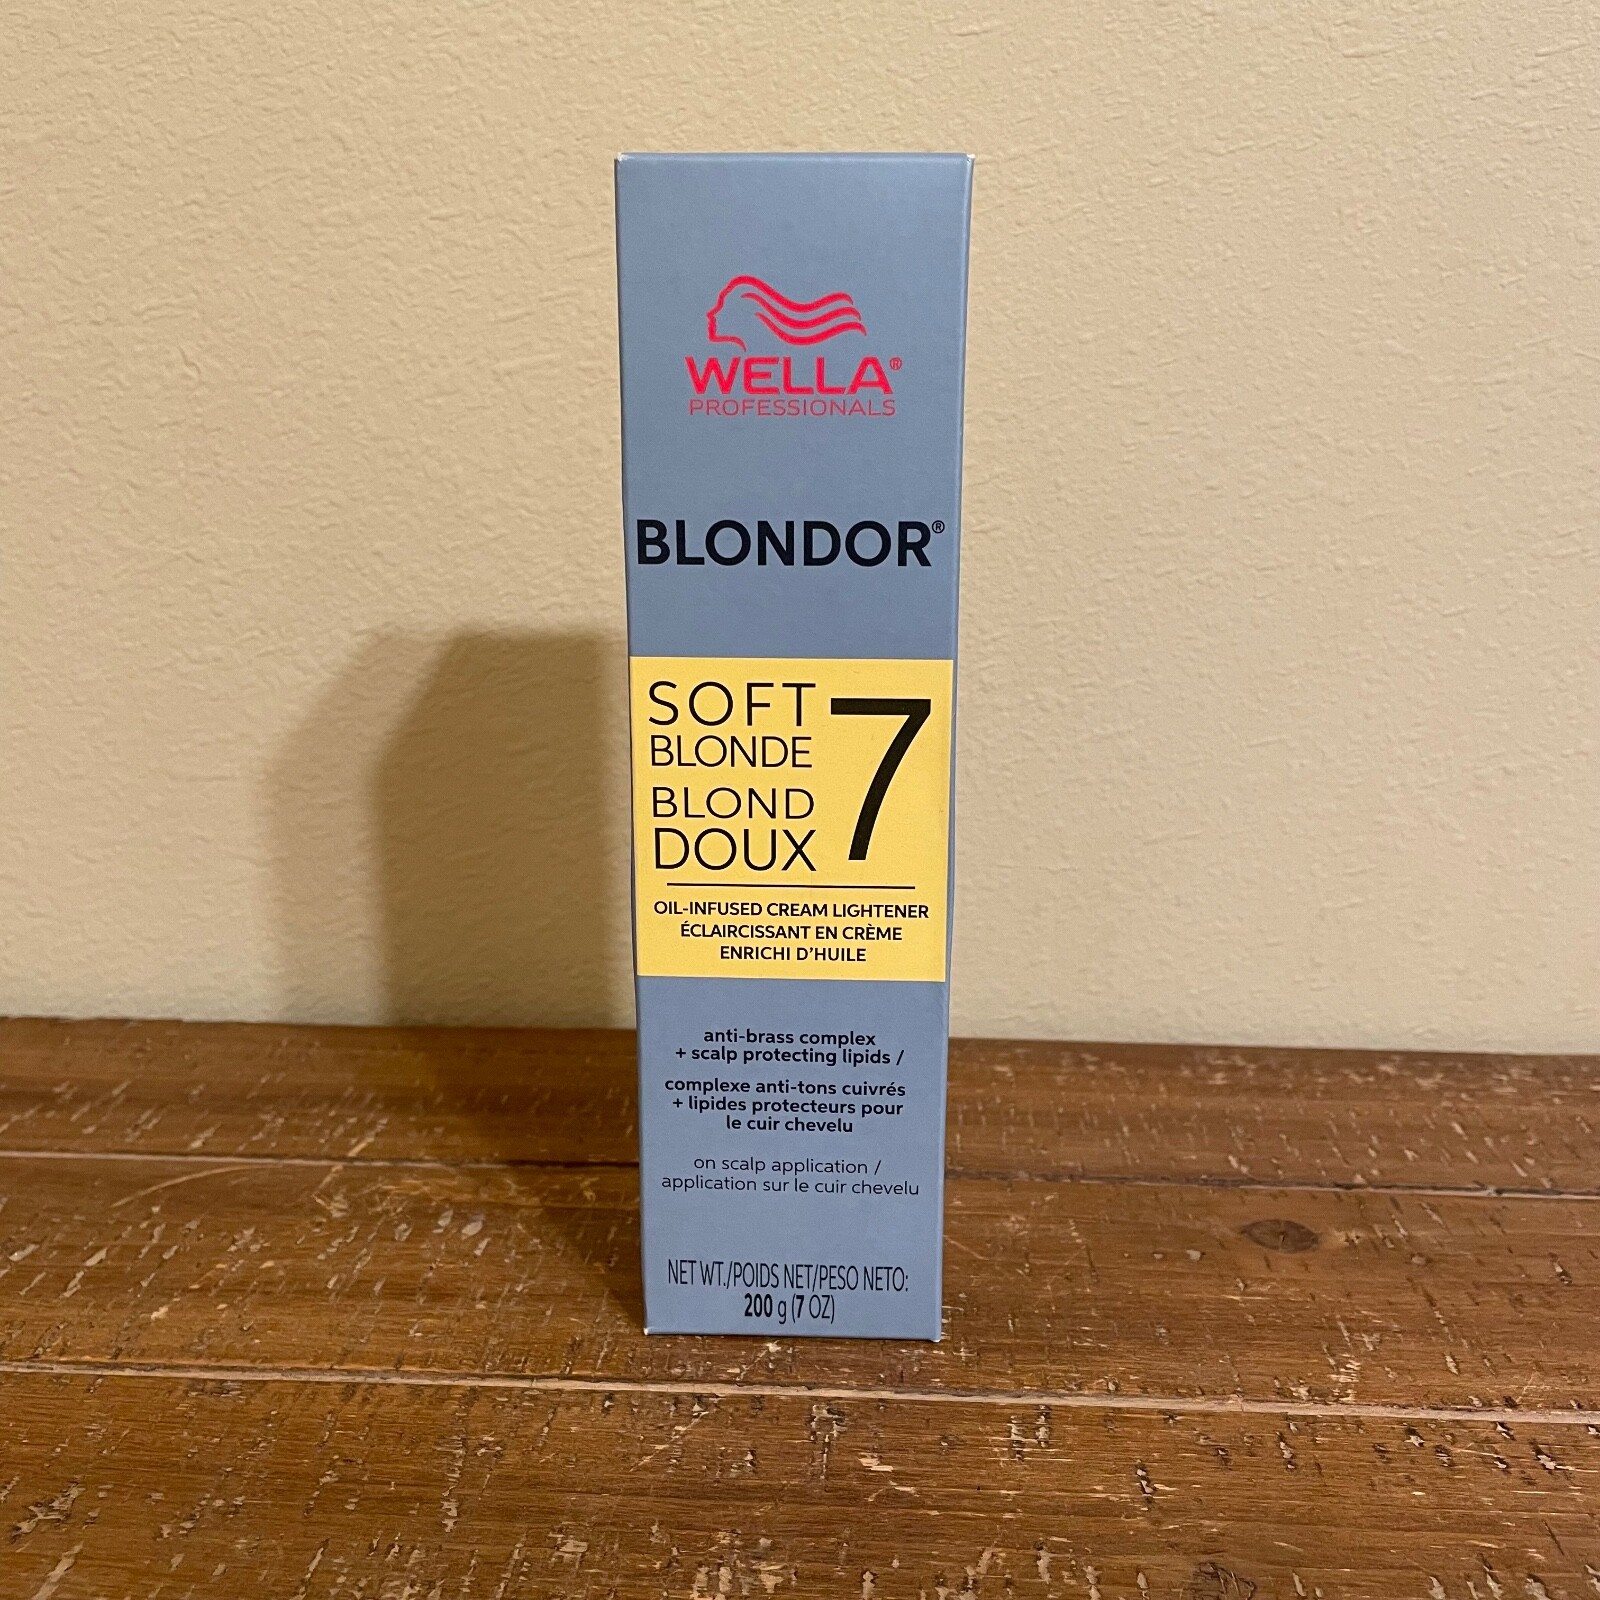 WELLA®
PROFESSIONALS
BLONDOR®
SOFT 7
BLONDE
BLOND
DOUX
OIL-INFUSED CREAM LIGHTENER
ÉCLAIRCISSANT EN CRÈME
ENRICHI D'HUILE
anti-brass complex
+ scalp protecting lipids /
complexe anti-tons cuivrés
+ lipides protecteurs pour
le cuir chevelu
on scalp application /
application sur le cuir chevelu
NET WT./POIDS NET/PESO NETO:
200 g (7 OZ)